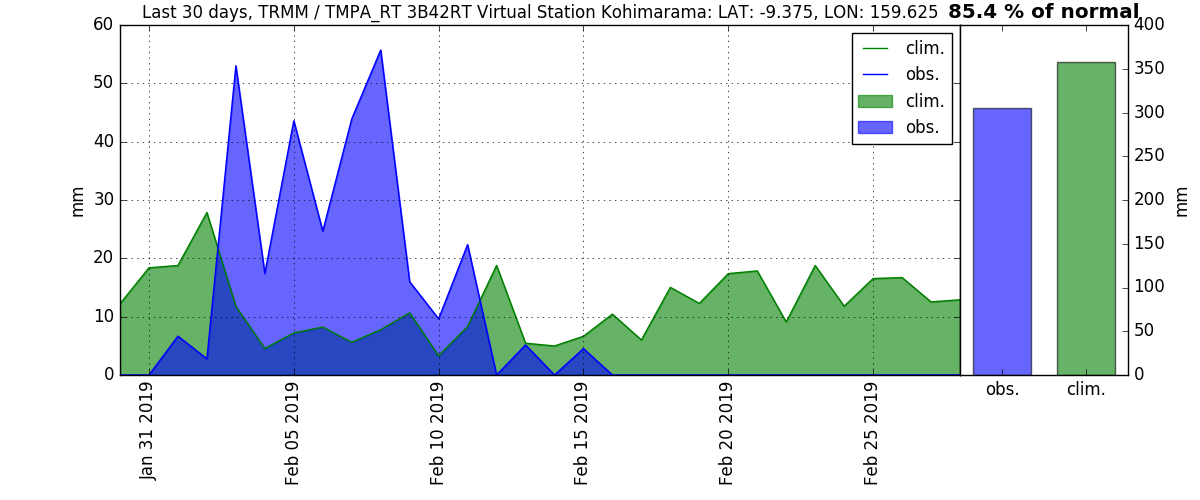 Last 30 days, TRMM / TMPA_RT 3B42RT Virtual Station Kohimarama: LAT: -9.375, LON: 159.625
85.4 % of normal
60
50
40
30
20
10
0
mm
clim.
obs.
clim.
obs.
Jan 31 2019
Feb 05 2019
Feb 10 2019
Feb 15 2019
Feb 20 2019
Feb 25 2019
400
350
300
250
200
150
100
50
0
mm
obs.
clim.